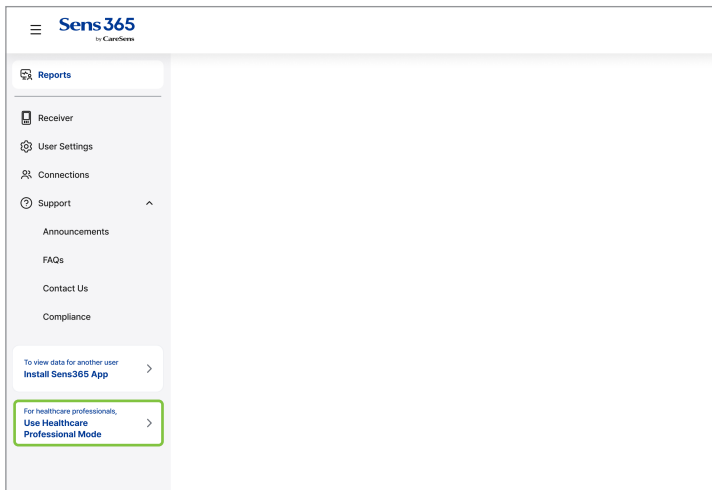 Sens365
by CareSens
Reports
Receiver
User Settings
Connections
Support
Announcements
FAQs
Contact Us
Compliance
To view data for another user
Install Sens365 App
For healthcare professionals,
Use Healthcare
Professional Mode